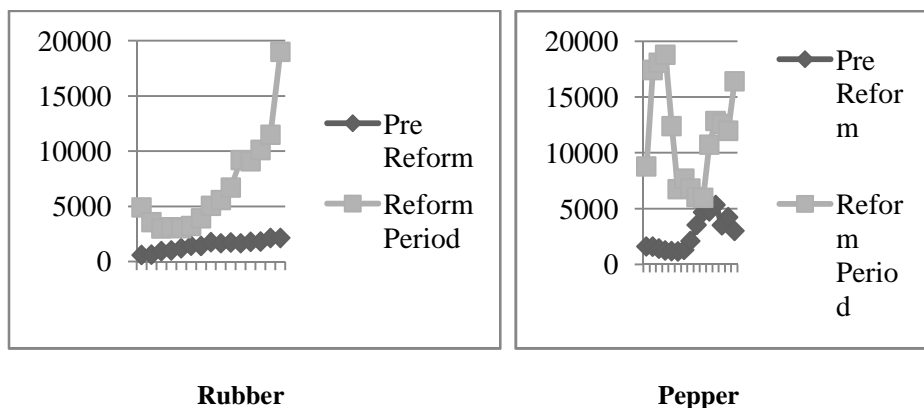 20000
15000
10000
5000
0
Pre
Reform
Reform
Period
20000
15000
10000
5000
0
Pre
Refor
m
Refor
m
Perio
d
Rubber
Pepper